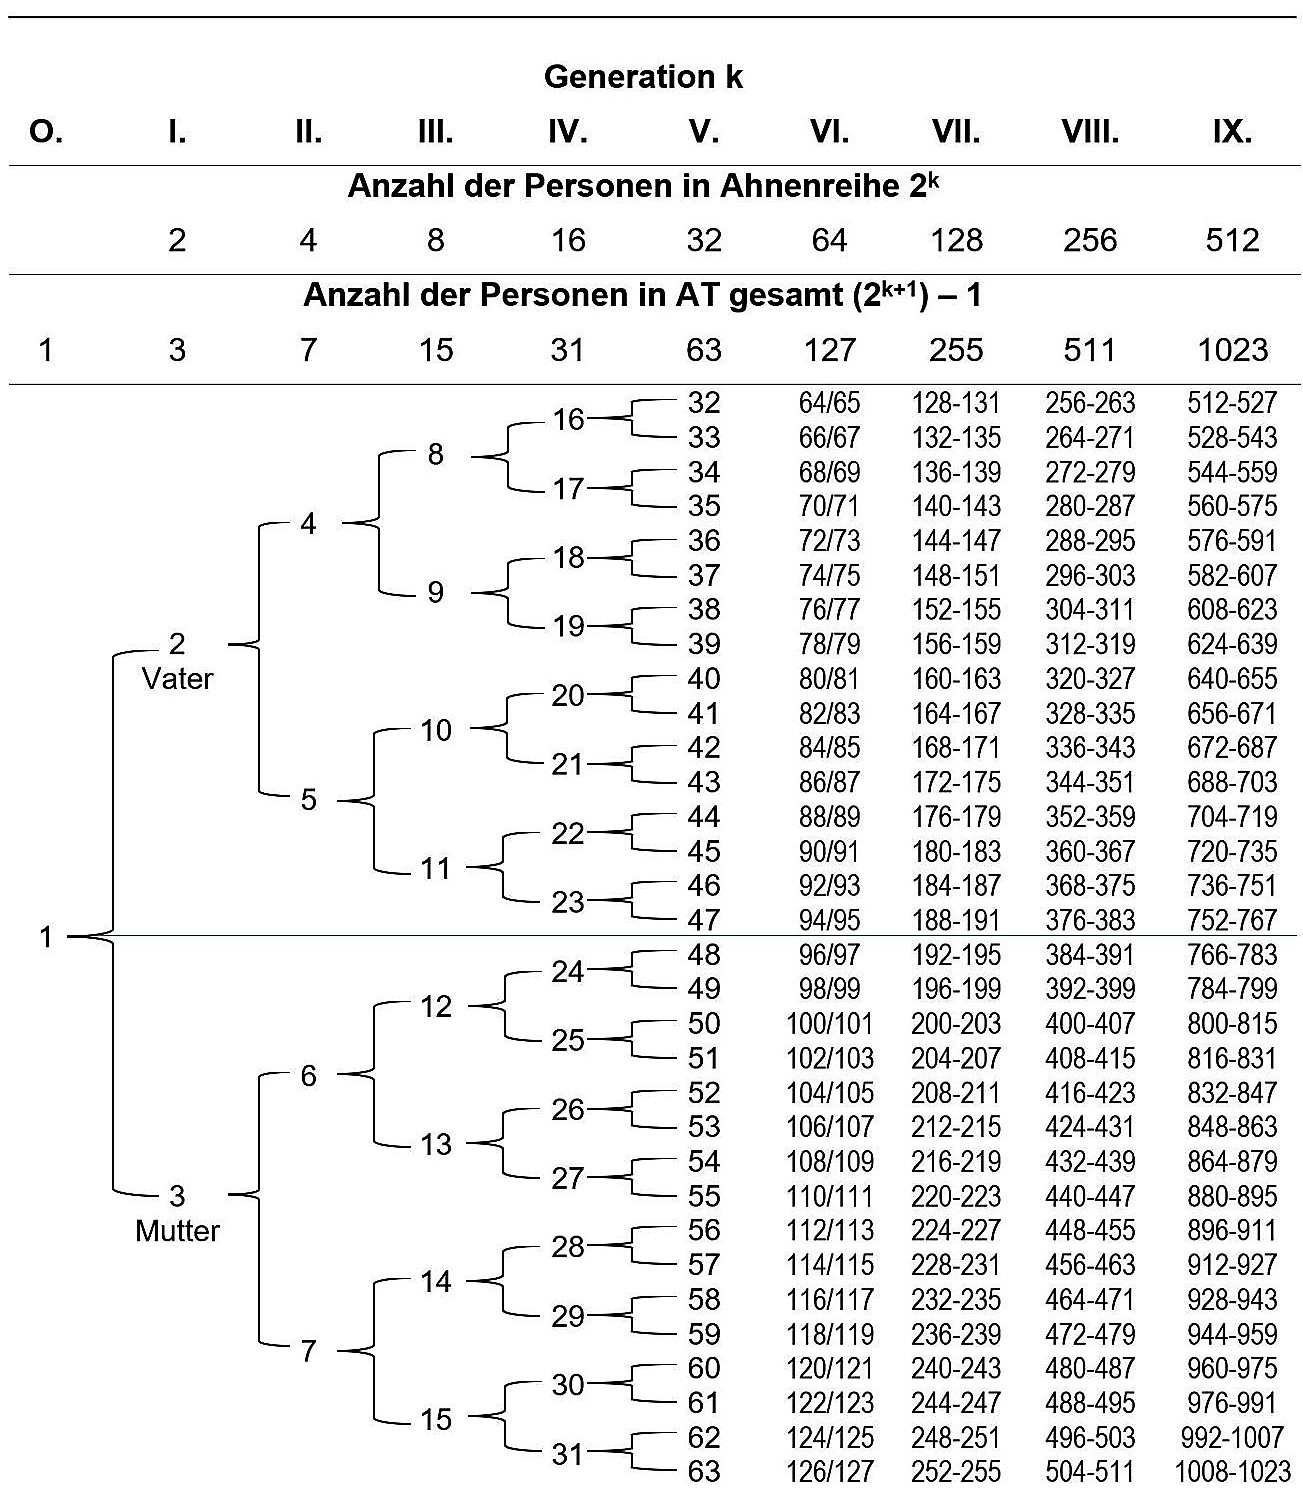 Generation k
O. I. II. III. IV. V. VI. VII. VIII. IX.
Anzahl der Personen in Ahnenreihe 2^k
2 4 8 16 32 64 128 256 512
Anzahl der Personen in AT gesamt (2^k+1) – 1
1 3 7 15 31 63 127 255 511 1023
32 64/65 128-131 256-263 512-527
16
33 66/67 132-135 264-271 528-543
8
34 68/69 136-139 272-279 544-559
17
35 70/71 140-143 280-287 560-575
4
36 72/73 144-147 288-295 576-591
18
37 74/75 148-151 296-303 582-607
9
38 76/77 152-155 304-311 608-623
19
39 78/79 156-159 312-319 624-639
2
Vater
40 80/81 160-163 320-327 640-655
20
41 82/83 164-167 328-335 656-671
10
42 84/85 168-171 336-343 672-687
21
43 86/87 172-175 344-351 688-703
5
44 88/89 176-179 352-359 704-719
22
45 90/91 180-183 360-367 720-735
11
46 92/93 184-187 368-375 736-751
23
47 94/95 188-191 376-383 752-767
1
48 96/97 192-195 384-391 766-783
24
49 98/99 196-199 392-399 784-799
12
50 100/101 200-203 400-407 800-815
25
51 102/103 204-207 408-415 816-831
6
52 104/105 208-211 416-423 832-847
26
53 106/107 212-215 424-431 848-863
13
54 108/109 216-219 432-439 864-879
27
55 110/111 220-223 440-447 880-895
3
Mutter
56 112/113 224-227 448-455 896-911
28
57 114/115 228-231 456-463 912-927
14
58 116/117 232-235 464-471 928-943
29
59 118/119 236-239 472-479 944-959
7
60 120/121 240-243 480-487 960-975
30
61 122/123 244-247 488-495 976-991
15
62 124/125 248-251 496-503 992-1007
31
63 126/127 252-255 504-511 1008-1023